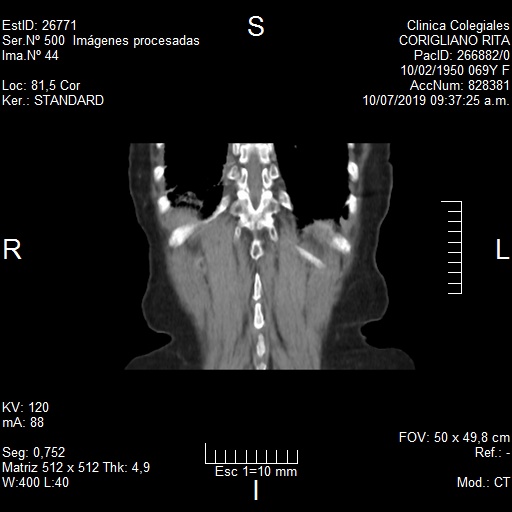 EstID: 26771
Ser.Nº 500  Imágenes procesadas
Ima.Nº 44
Loc: 81,5 Cor
Ker.: STANDARD
S
Clinica Colegiales
CORIGLIANO RITA
PacID: 266882/0
10/02/1950 069Y F
AccNum: 828381
10/07/2019 09:37:25 a.m.
R
L
KV: 120
mA: 88
Seg: 0,752
Matriz 512 x 512 Thk: 4,9
W:400 L:40
Esc 1=10 mm
I
FOV: 50 x 49,8 cm
Ref.: -
Mod.: CT